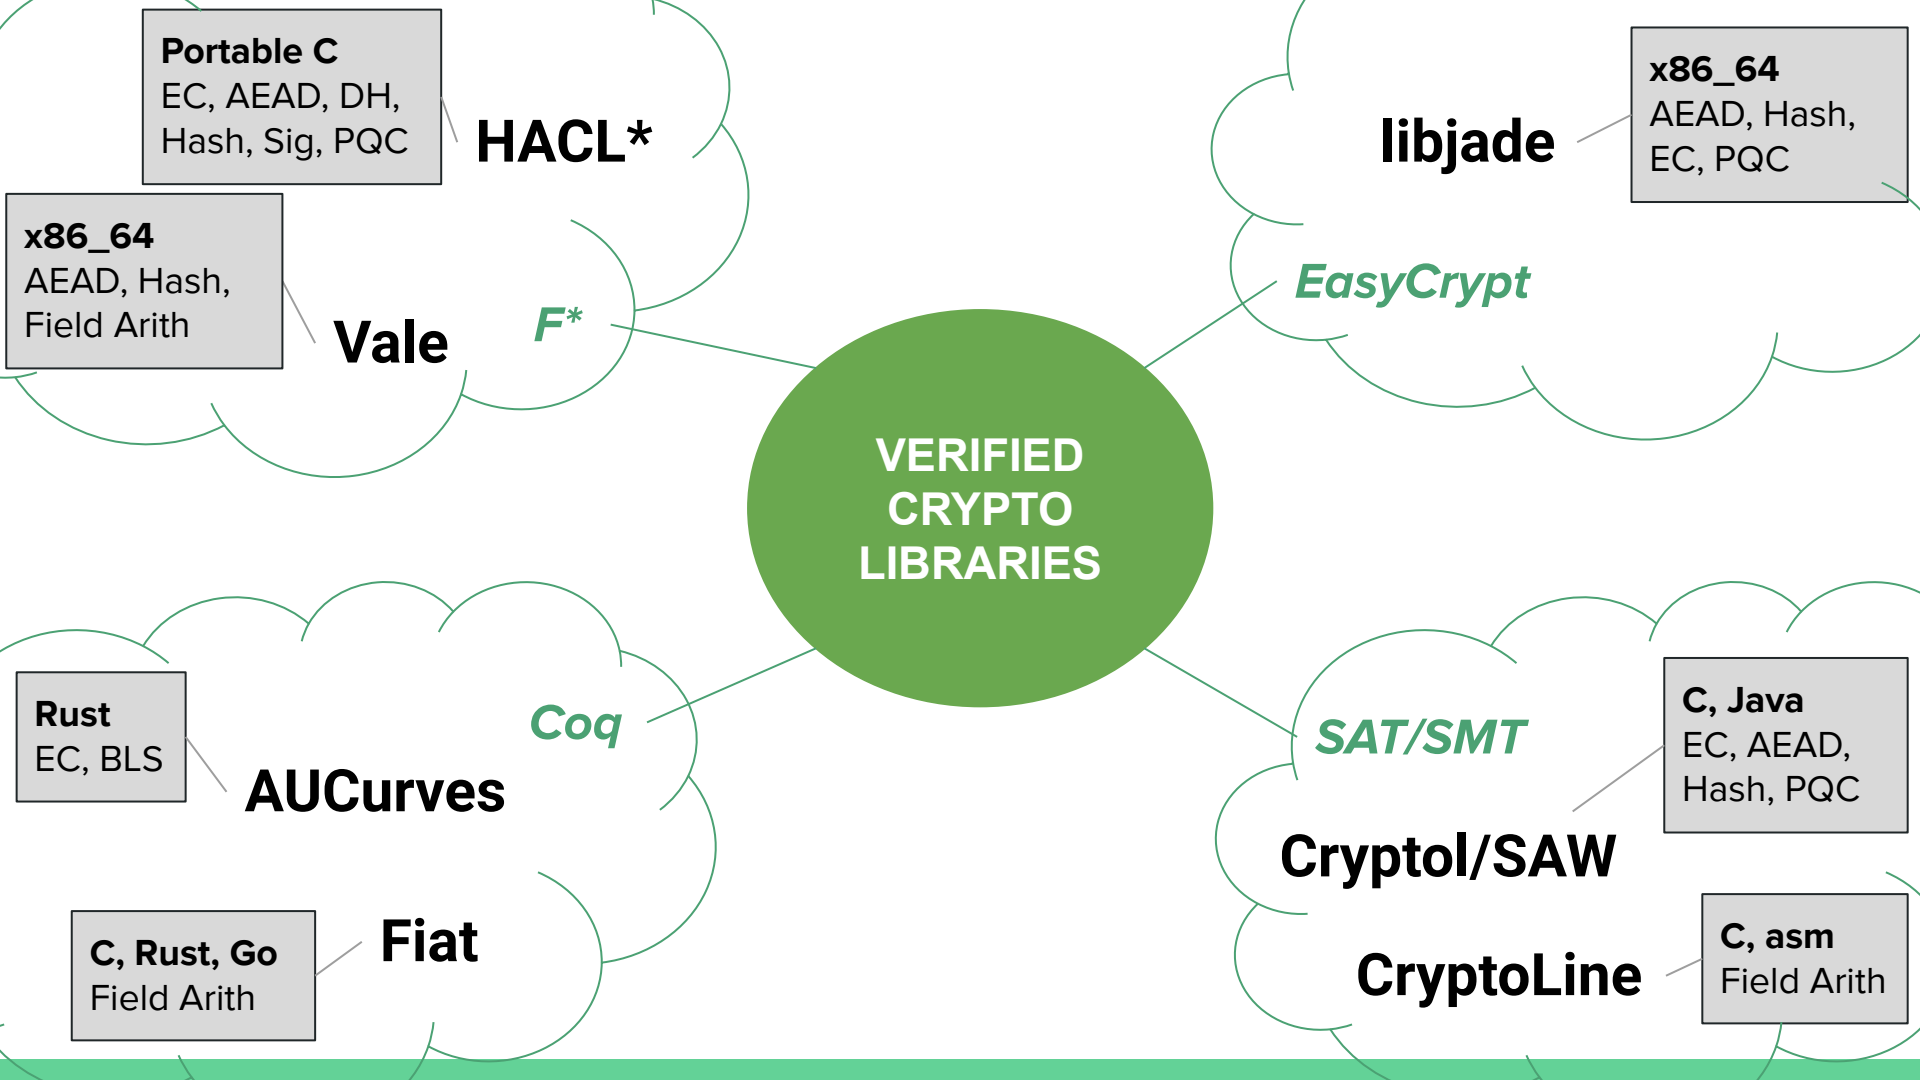 Portable C
EC, AEAD, DH,
Hash, Sig, PQC
HACL*
x86_64
AEAD, Hash,
Field Arith
Vale
F*
libjade
x86_64
AEAD, Hash,
EC, PQC
EasyCrypt
VERIFIED
CRYPTO
LIBRARIES
Rust
EC, BLS
Coq
AUCurves
C, Rust, Go
Field Arith
Fiat
SAT/SMT
C, Java
EC, AEAD,
Hash, PQC
Cryptol/SAW
CryptoLine
C, asm
Field Arith